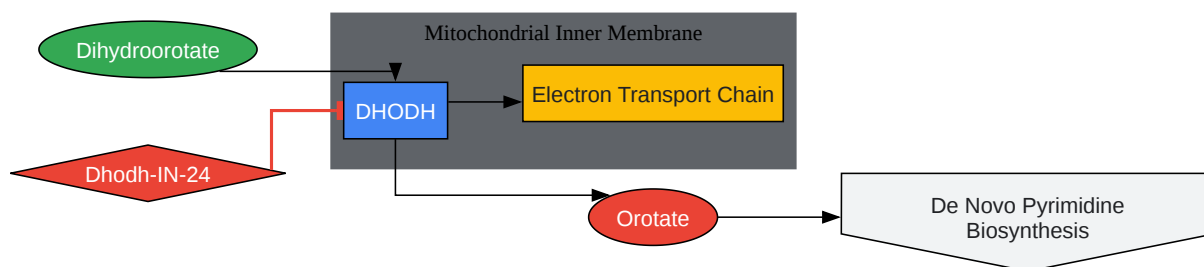 Mitochondrial Inner Membrane
Dihydroorotate
Electron Transport Chain
DHODH
Dhodh-IN-24
Orotate
De Novo Pyrimidine
Biosynthesis